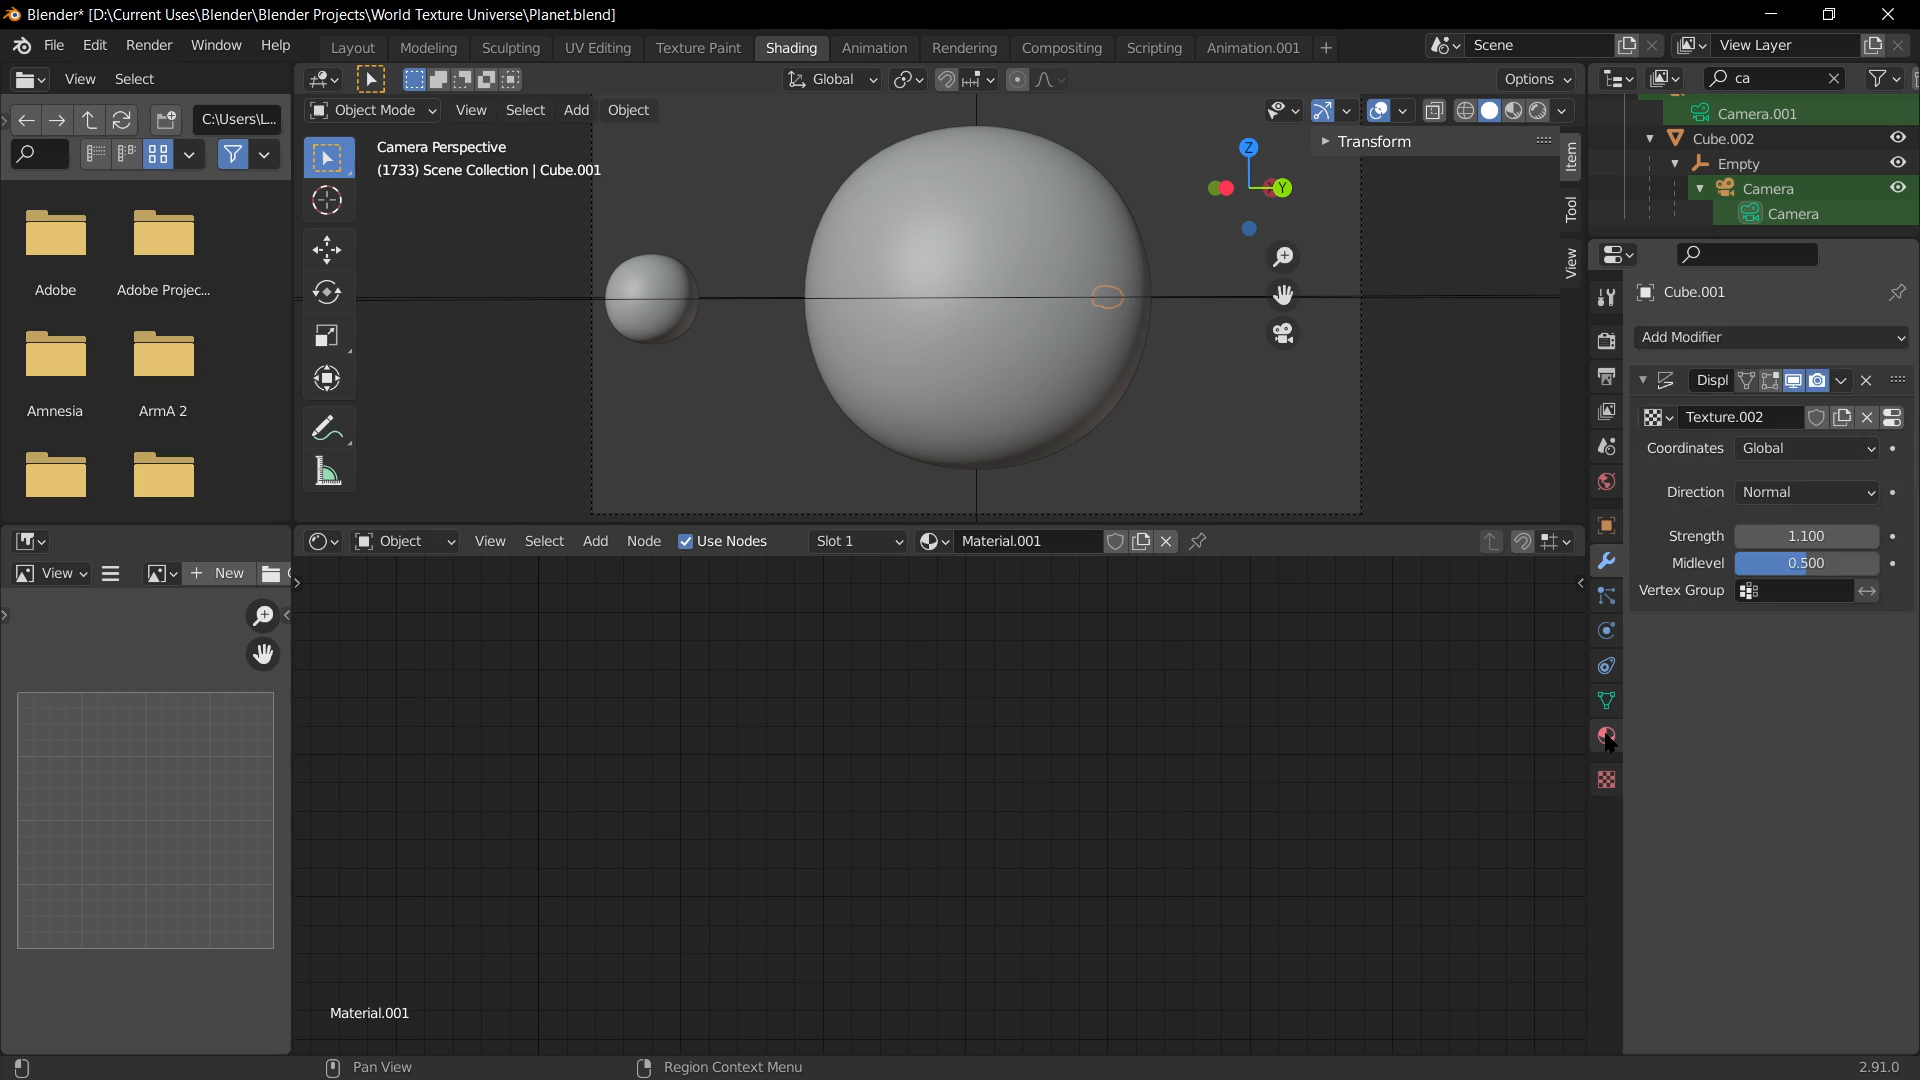 Blender* [D:\Current Uses\Blender\Blender Projects\World Texture Universe\Planet.blend]
File Edit Render Window Help Layout Modeling Sculpting UV Editing Texture Paint Shading Animation Rendering Compositing Scripting Animation.001 + Scene View Layer
View Select Global Options ca
Object Mode View Select Add Object
C:\Users\L...
Camera.001
Cube.002
Empty
Camera
Camera
Camera Perspective
(1733) Scene Collection | Cube.001
Transform
Z
Y
Item
Tool
View
Adobe Adobe Projec...
Amnesia ArmA 2
Cube.001
Add Modifier
Displ
Texture.002
Coordinates Global
Direction Normal
Strength 1.100
Midlevel 0.500
Vertex Group
Object View Select Add Node Use Nodes Slot 1 Material.001
View New
Material.001
Pan View Region Context Menu 2.91.0